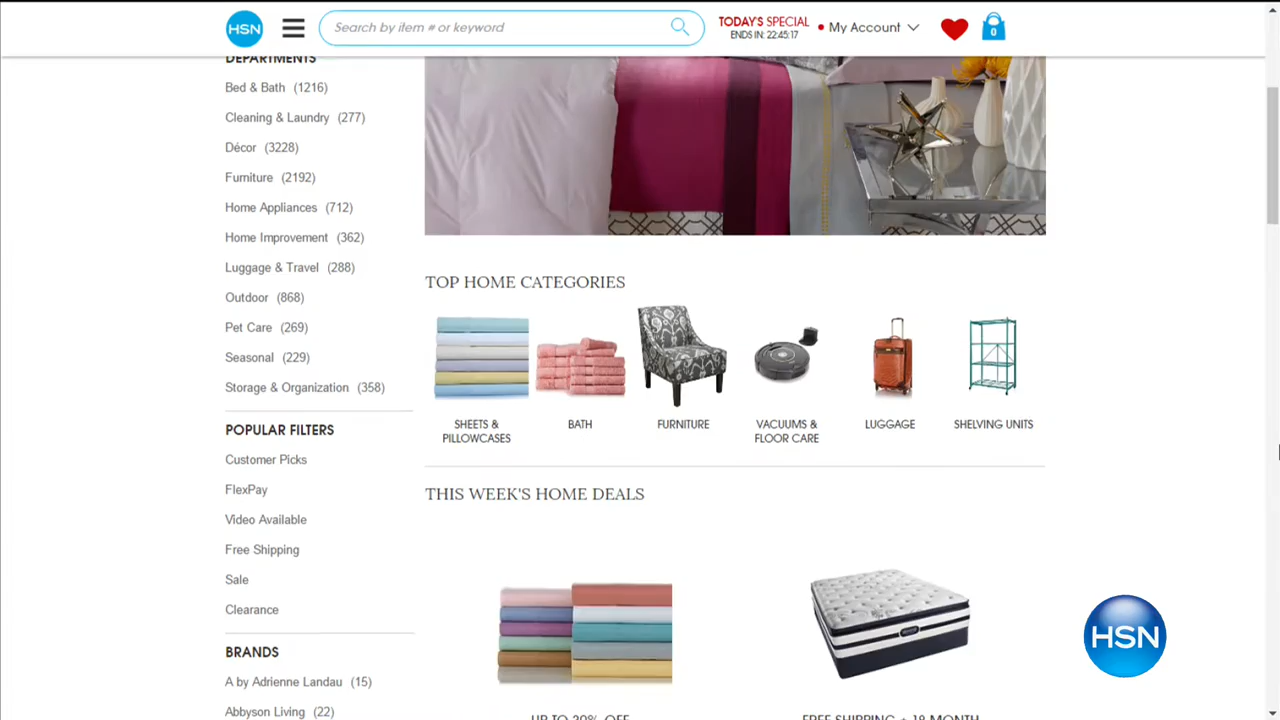 HSN
Search by item # or keyword
TODAY'S SPECIAL
ENDS IN: 22:45:17
My Account
0
DEPARTMENTS
Bed & Bath (1216)
Cleaning & Laundry (277)
Décor (3228)
Furniture (2192)
Home Appliances (712)
Home Improvement (362)
Luggage & Travel (288)
Outdoor (868)
Pet Care (269)
Seasonal (229)
Storage & Organization (358)
POPULAR FILTERS
Customer Picks
FlexPay
Video Available
Free Shipping
Sale
Clearance
BRANDS
A by Adrienne Landau (15)
Abbyson Living (22)
TOP HOME CATEGORIES
SHEETS &
PILLOWCASES
BATH
FURNITURE
VACUUMS &
FLOOR CARE
LUGGAGE
SHELVING UNITS
THIS WEEK'S HOME DEALS
UP TO 20% OFF
FREE SHIPPING + 18 MONTH
HSN